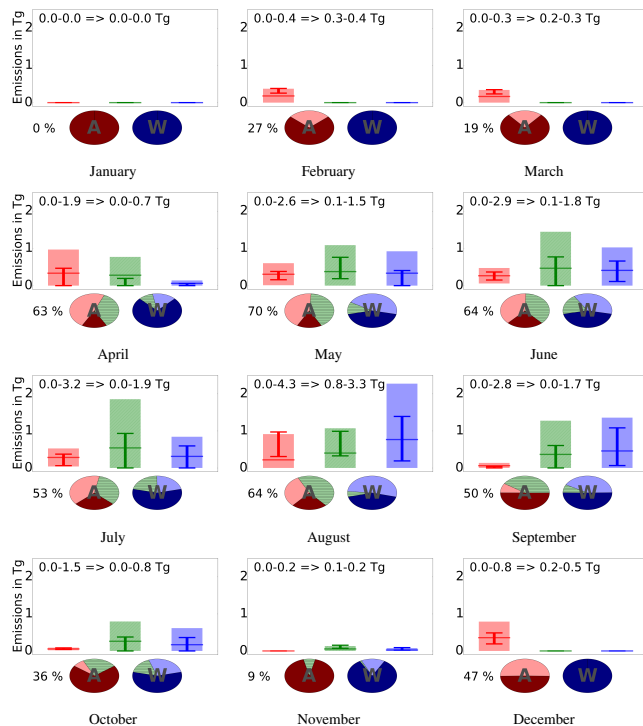 Emissions in Tg
0.0-0.0 => 0.0-0.0 Tg
2
1
0
0 %
A
W
January
0.0-0.4 => 0.3-0.4 Tg
2
1
0
27 %
A
W
February
0.0-0.3 => 0.2-0.3 Tg
2
1
0
19 %
A
W
March
Emissions in Tg
0.0-1.9 => 0.0-0.7 Tg
2
1
0
63 %
A
W
April
0.0-2.6 => 0.1-1.5 Tg
2
1
0
70 %
A
W
May
0.0-2.9 => 0.1-1.8 Tg
2
1
0
64 %
A
W
June
Emissions in Tg
0.0-3.2 => 0.0-1.9 Tg
2
1
0
53 %
A
W
July
0.0-4.3 => 0.8-3.3 Tg
2
1
0
64 %
A
W
August
0.0-2.8 => 0.0-1.7 Tg
2
1
0
50 %
A
W
September
Emissions in Tg
0.0-1.5 => 0.0-0.8 Tg
2
1
0
36 %
A
W
October
0.0-0.2 => 0.1-0.2 Tg
2
1
0
9 %
A
W
November
0.0-0.8 => 0.2-0.5 Tg
2
1
0
47 %
A
W
December